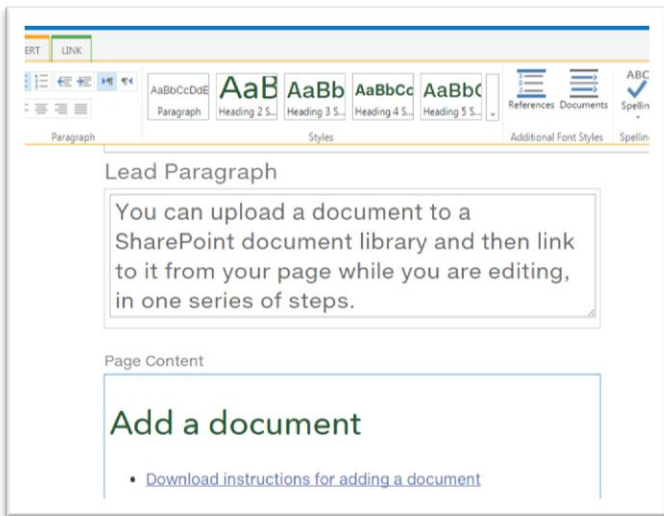 ERT LINK
AaBbCcDdE AaB AaBb AaBbCc AaBbC
Paragraph Heading 2 S... Heading 3 S... Heading 4 S... Heading 5 S...
References Documents
ABC
Spellin
Paragraph Styles Additional Font Styles Spellin
Lead Paragraph
You can upload a document to a
SharePoint document library and then link
to it from your page while you are editing,
in one series of steps.
Page Content
Add a document
• Download instructions for adding a document